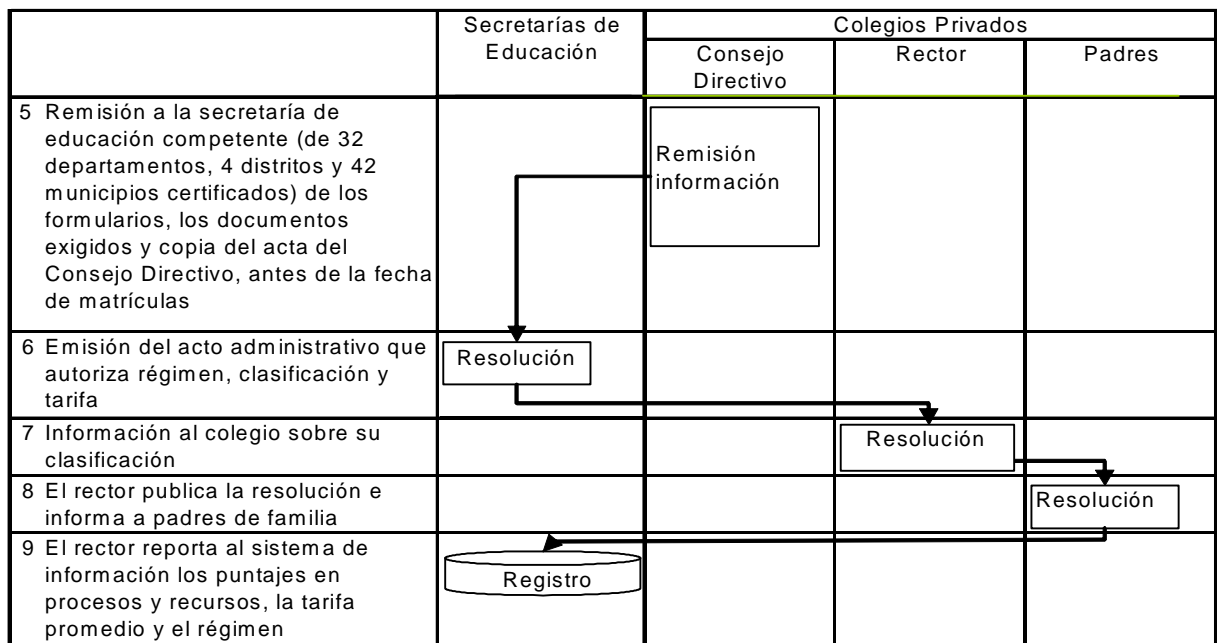 Secretarías de
Educación
Colegios Privados
Consejo
Directivo
Rector
Padres
5 Remisión a la secretaría de
educación competente (de 32
departamentos, 4 distritos y 42
municipios certificados) de los
formularios, los documentos
exigidos y copia del acta del
Consejo Directivo, antes de la fecha
de matrículas
Remisión
información
6 Emisión del acto administrativo que
autoriza régimen, clasificación y
tarifa
Resolución
7 Información al colegio sobre su
clasificación
Resolución
8 El rector publica la resolución e
informa a padres de familia
Resolución
9 El rector reporta al sistema de
información los puntajes en
procesos y recursos, la tarifa
promedio y el régimen
Registro